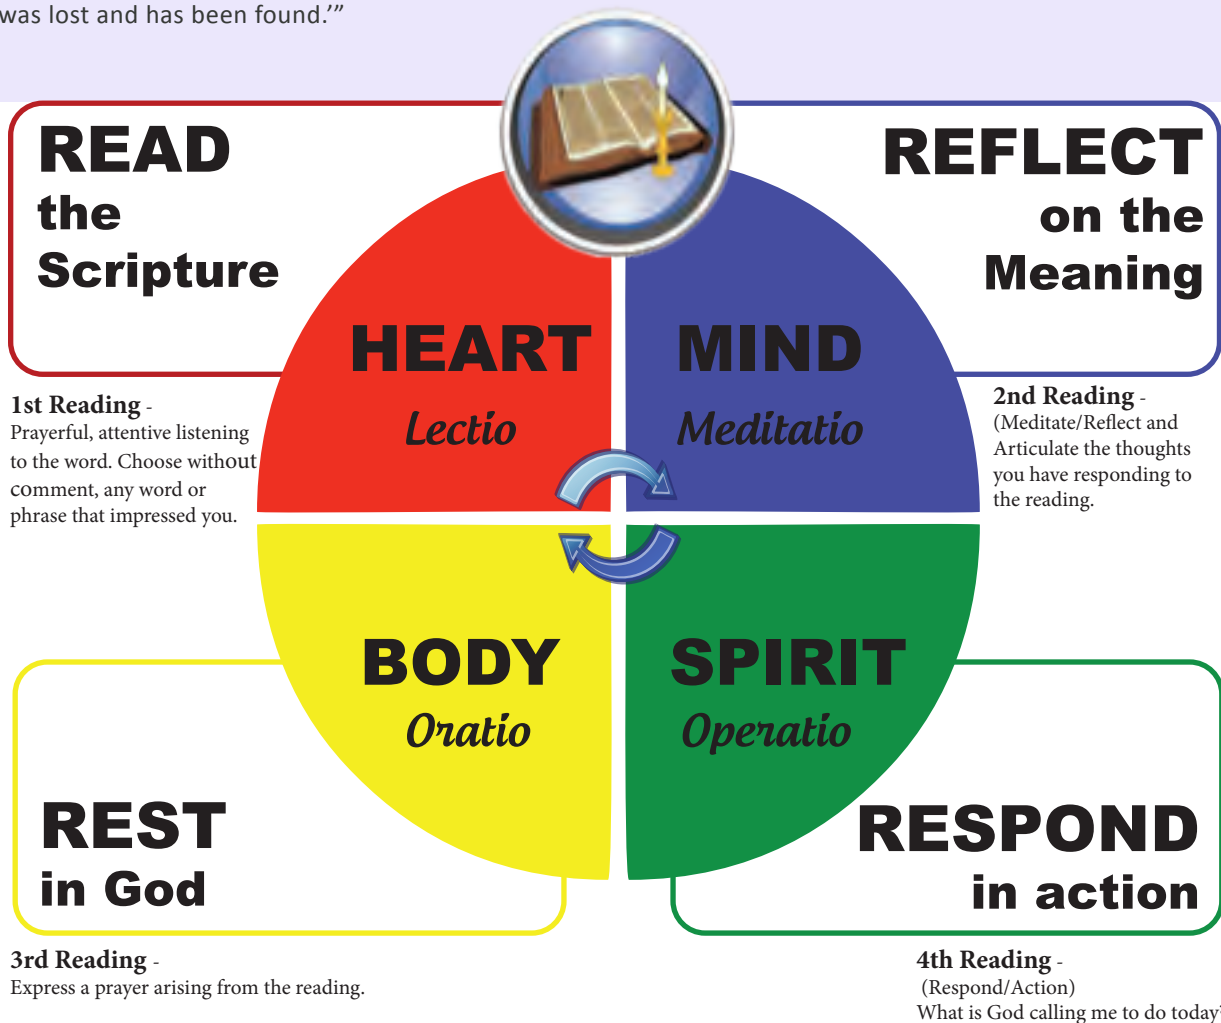 was lost and has been found.’”
READ
the
Scripture
REFLECT
on the
Meaning
HEART
Lectio
MIND
Meditatio
1st Reading -
Prayerful, attentive listening
to the word. Choose without
comment, any word or
phrase that impressed you.
2nd Reading -
(Meditate/Reflect and
Articulate the thoughts
you have responding to
the reading.
BODY
Oratio
SPIRIT
Operatio
REST
in God
RESPOND
in action
3rd Reading -
Express a prayer arising from the reading.
4th Reading -
(Respond/Action)
What is God calling me to do today?